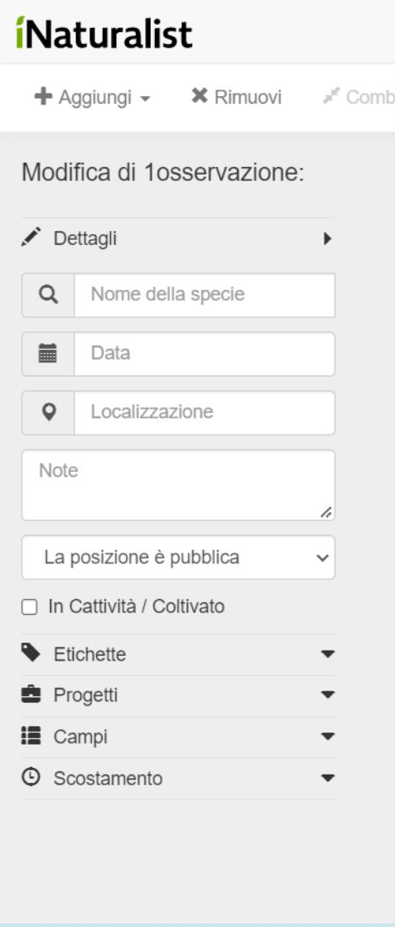 iNaturalist
Aggiungi Rimuovi Comb
Modifica di 1osservazione:
Dettagli
Nome della specie
Data
Localizzazione
Note
La posizione è pubblica
In Cattività / Coltivato
Etichette
Progetti
Campi
Scostamento